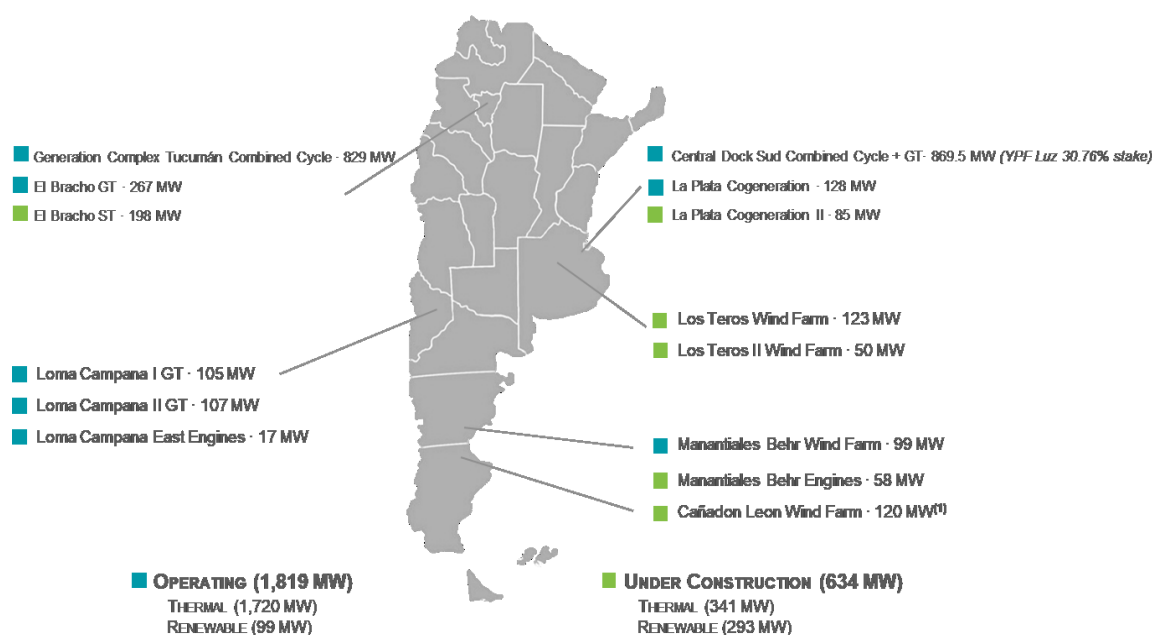 Generation Complex Tucumán Combined Cycle · 829 MW
El Bracho GT · 267 MW
El Bracho ST · 198 MW
Central Dock Sud Combined Cycle + GT- 869.5 MW (YPF Luz 30.76% stake)
La Plata Cogeneration · 128 MW
La Plata Cogeneration II · 85 MW
Los Teros Wind Farm · 123 MW
Los Teros II Wind Farm · 50 MW
Loma Campana I GT · 105 MW
Loma Campana II GT · 107 MW
Loma Campana East Engines · 17 MW
Manantiales Behr Wind Farm · 99 MW
Manantiales Behr Engines · 58 MW
Cañadon Leon Wind Farm · 120 MW(1)
OPERATING (1,819 MW)
THERMAL (1,720 MW)
RENEWABLE (99 MW)
UNDER CONSTRUCTION (634 MW)
THERMAL (341 MW)
RENEWABLE (293 MW)